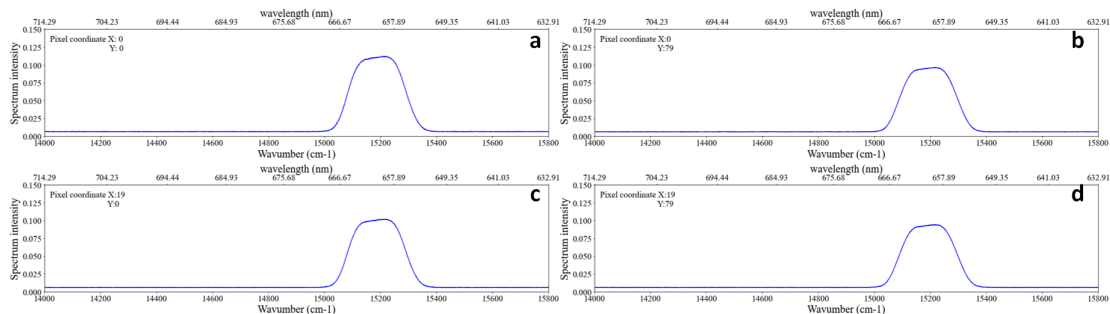 wavelength (nm)
714.29 704.23 694.44 684.93 675.68 666.67 657.89 649.35 641.03 632.91
0.150
0.125
0.100
0.075
0.050
0.025
0.000
Spectrum intensity
Pixel coordinate X: 0
Y: 0
a
14000 14200 14400 14600 14800 15000 15200 15400 15600 15800
Wavumber (cm-1)
wavelength (nm)
714.29 704.23 694.44 684.93 675.68 666.67 657.89 649.35 641.03 632.91
0.150
0.125
0.100
0.075
0.050
0.025
0.000
Spectrum intensity
Pixel coordinate X:0
Y:79
b
14000 14200 14400 14600 14800 15000 15200 15400 15600 15800
Wavumber (cm-1)
wavelength (nm)
714.29 704.23 694.44 684.93 675.68 666.67 657.89 649.35 641.03 632.91
0.150
0.125
0.100
0.075
0.050
0.025
0.000
Spectrum intensity
Pixel coordinate X:19
Y:0
c
14000 14200 14400 14600 14800 15000 15200 15400 15600 15800
Wavumber (cm-1)
wavelength (nm)
714.29 704.23 694.44 684.93 675.68 666.67 657.89 649.35 641.03 632.91
0.150
0.125
0.100
0.075
0.050
0.025
0.000
Spectrum intensity
Pixel coordinate X:19
Y:79
d
14000 14200 14400 14600 14800 15000 15200 15400 15600 15800
Wavumber (cm-1)